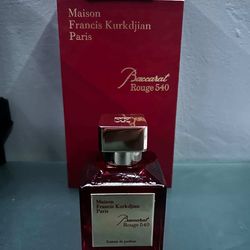 Maison
Francis Kurkdjian
Paris
Baccarat
Rouge 540
Maison
Francis Kurkdjian
Paris
Baccarat
Rouge 540
Extrait de parfum